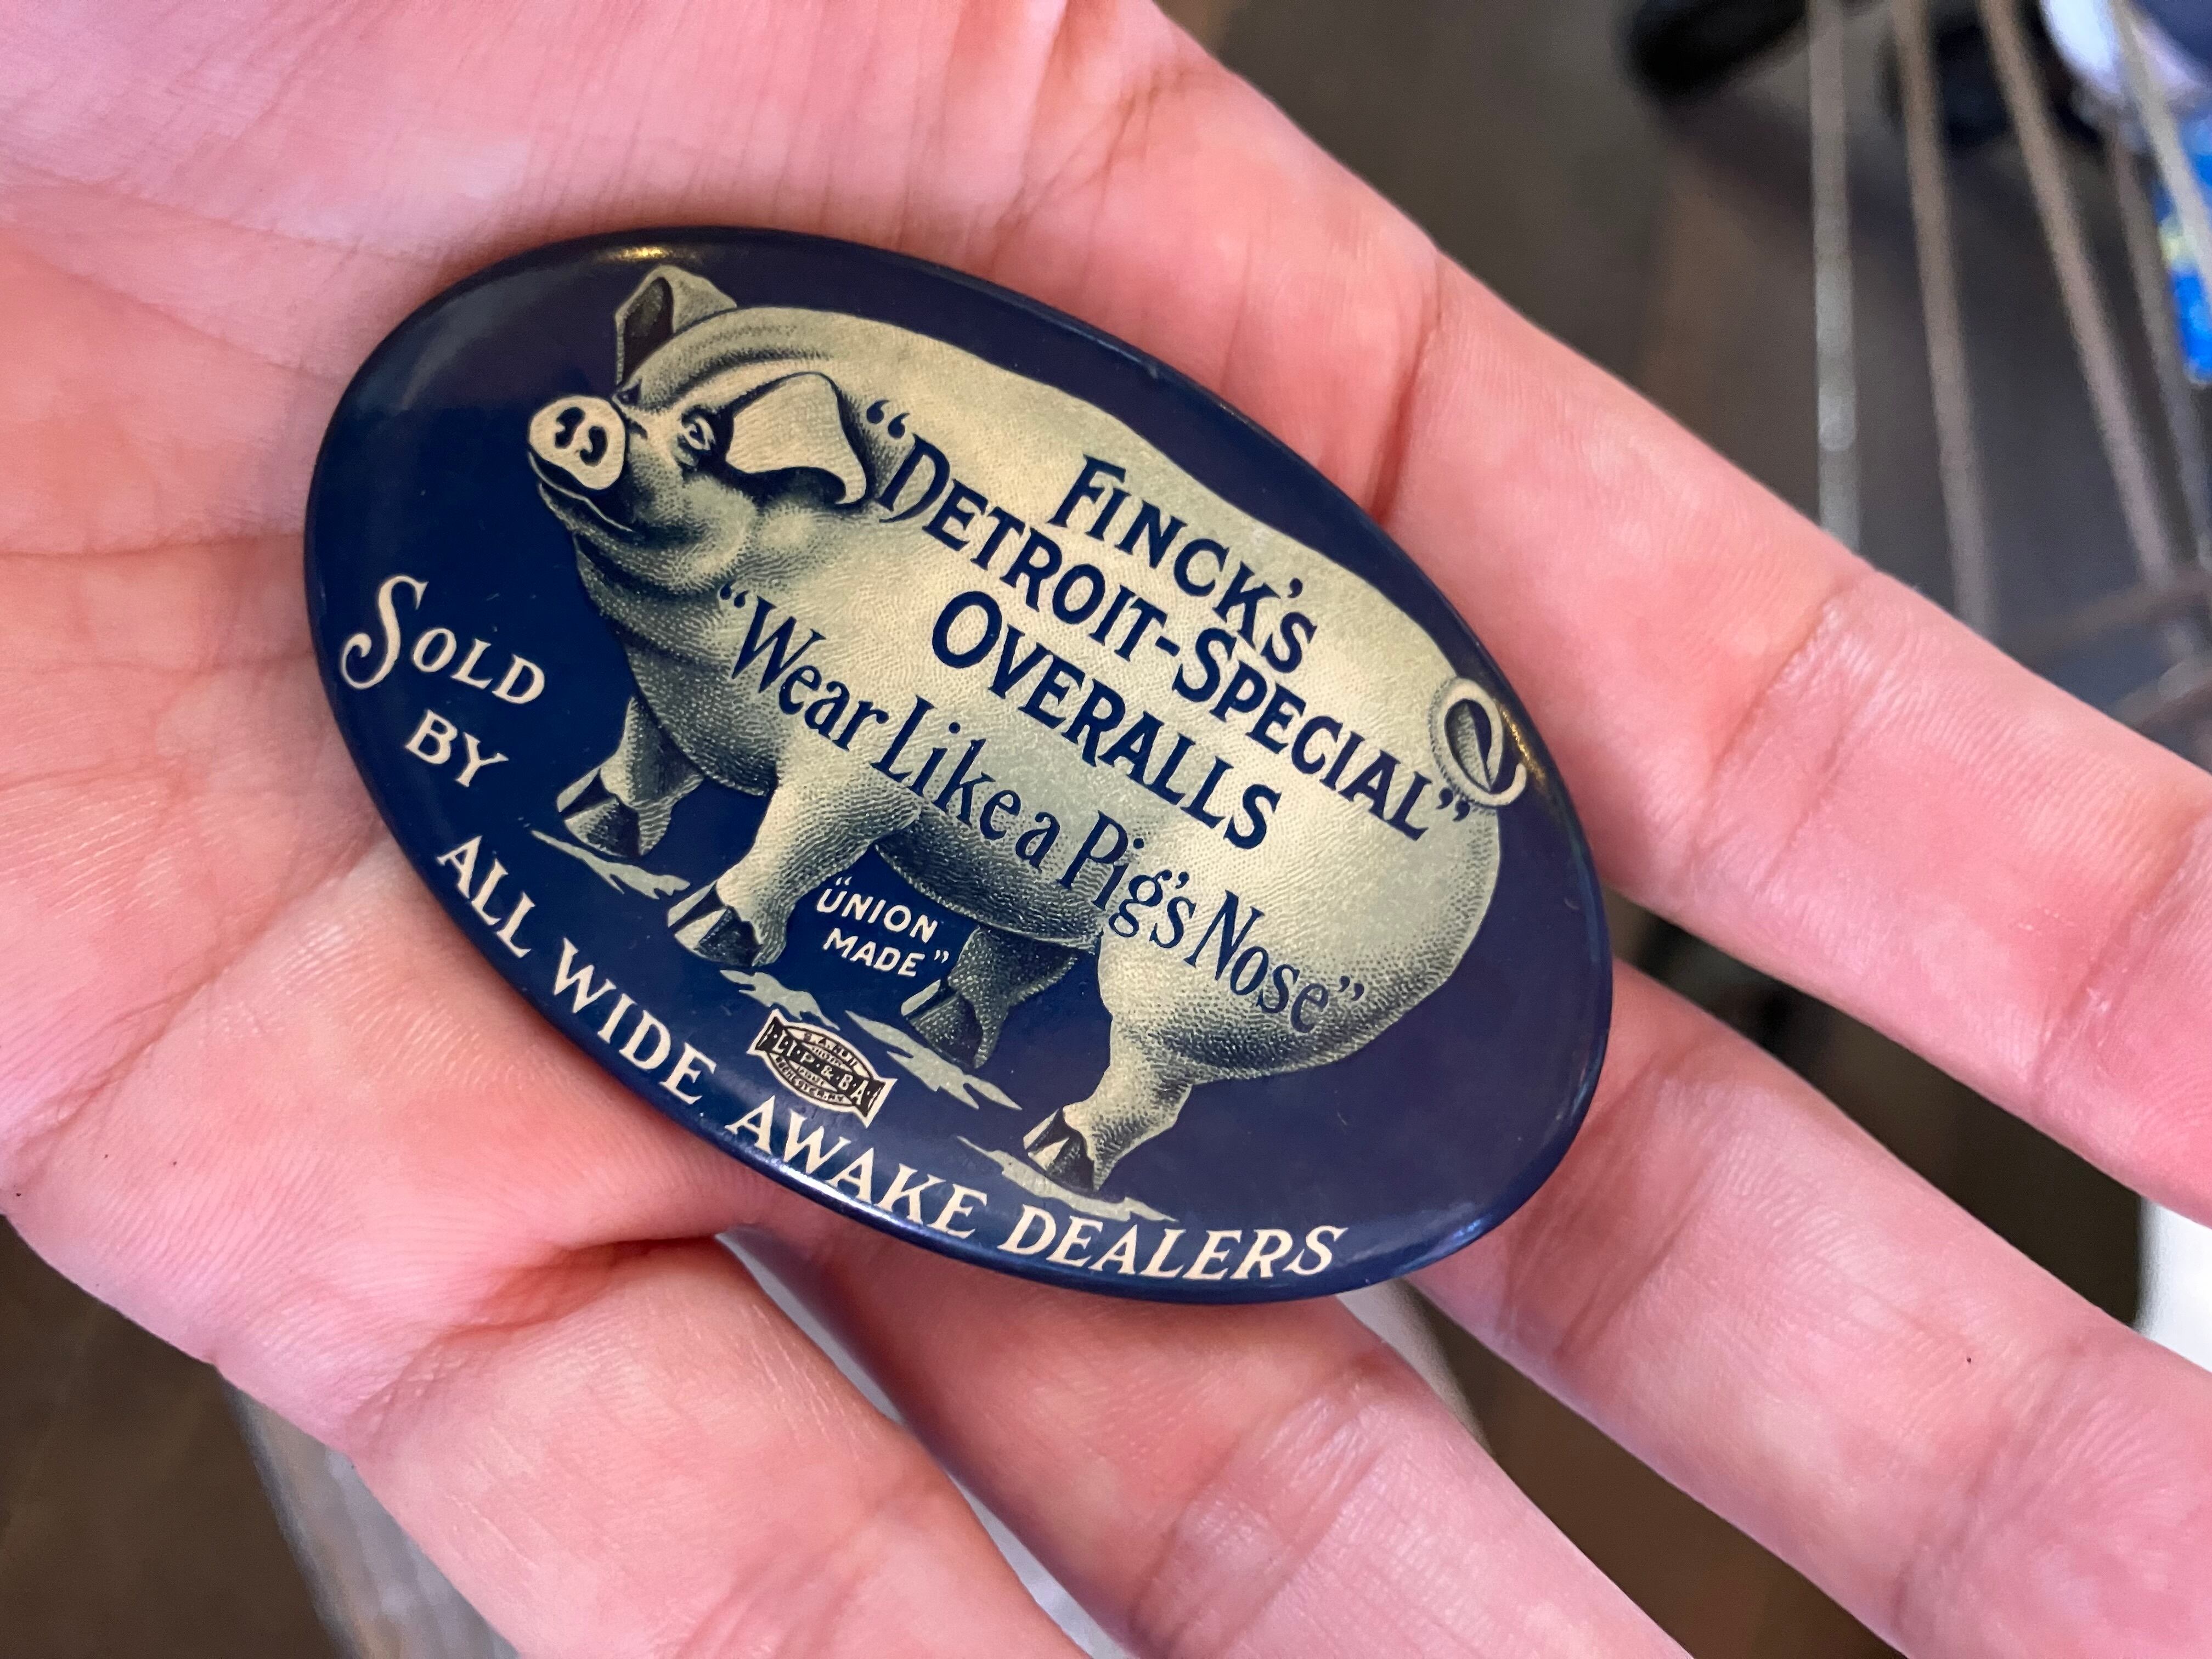 FINCK'S
"DETROIT-SPECIAL"
OVERALLS
"Wear Like a Pig's Nose"
"UNION
MADE"
L.I.P.&B.A.
SOLD
BY
ALL WIDE AWAKE DEALERS